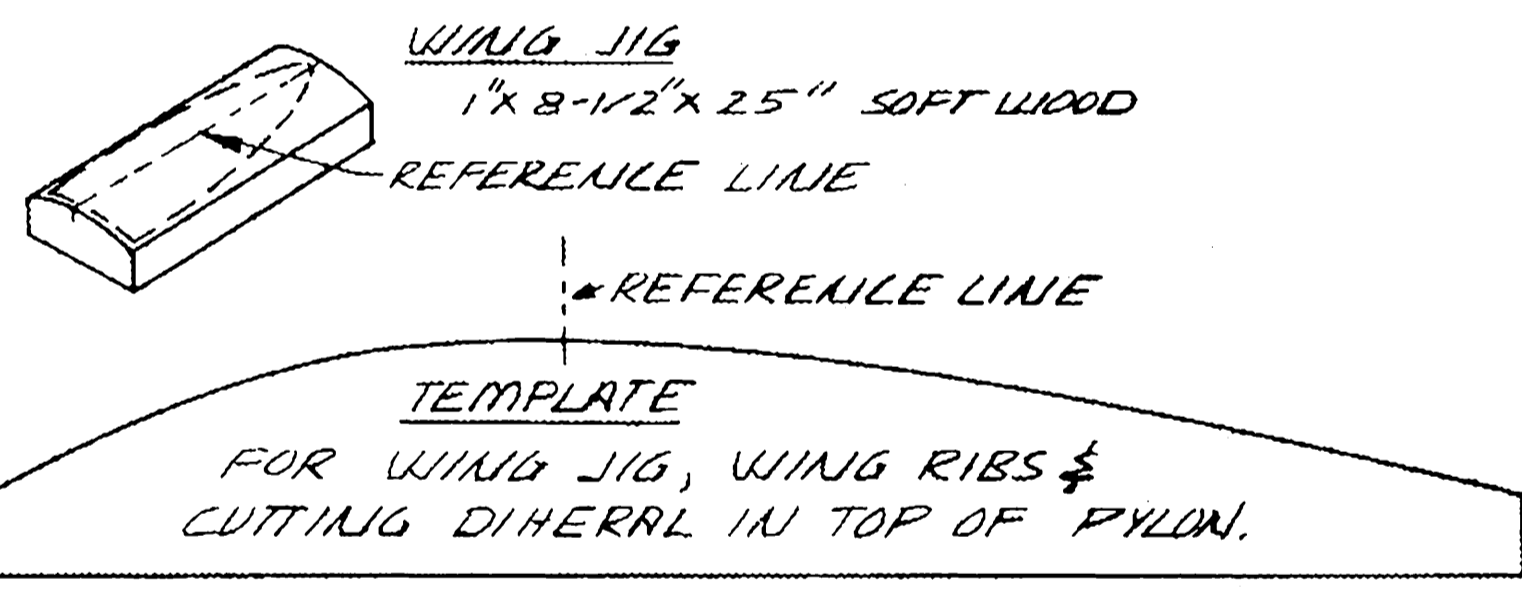 WING JIG
1" X 8-1/2" X 25" SOFT WOOD
REFERENCE LINE
REFERENCE LINE
TEMPLATE
FOR WING JIG, WING RIBS &
CUTTING DIHERAL IN TOP OF PYLON.